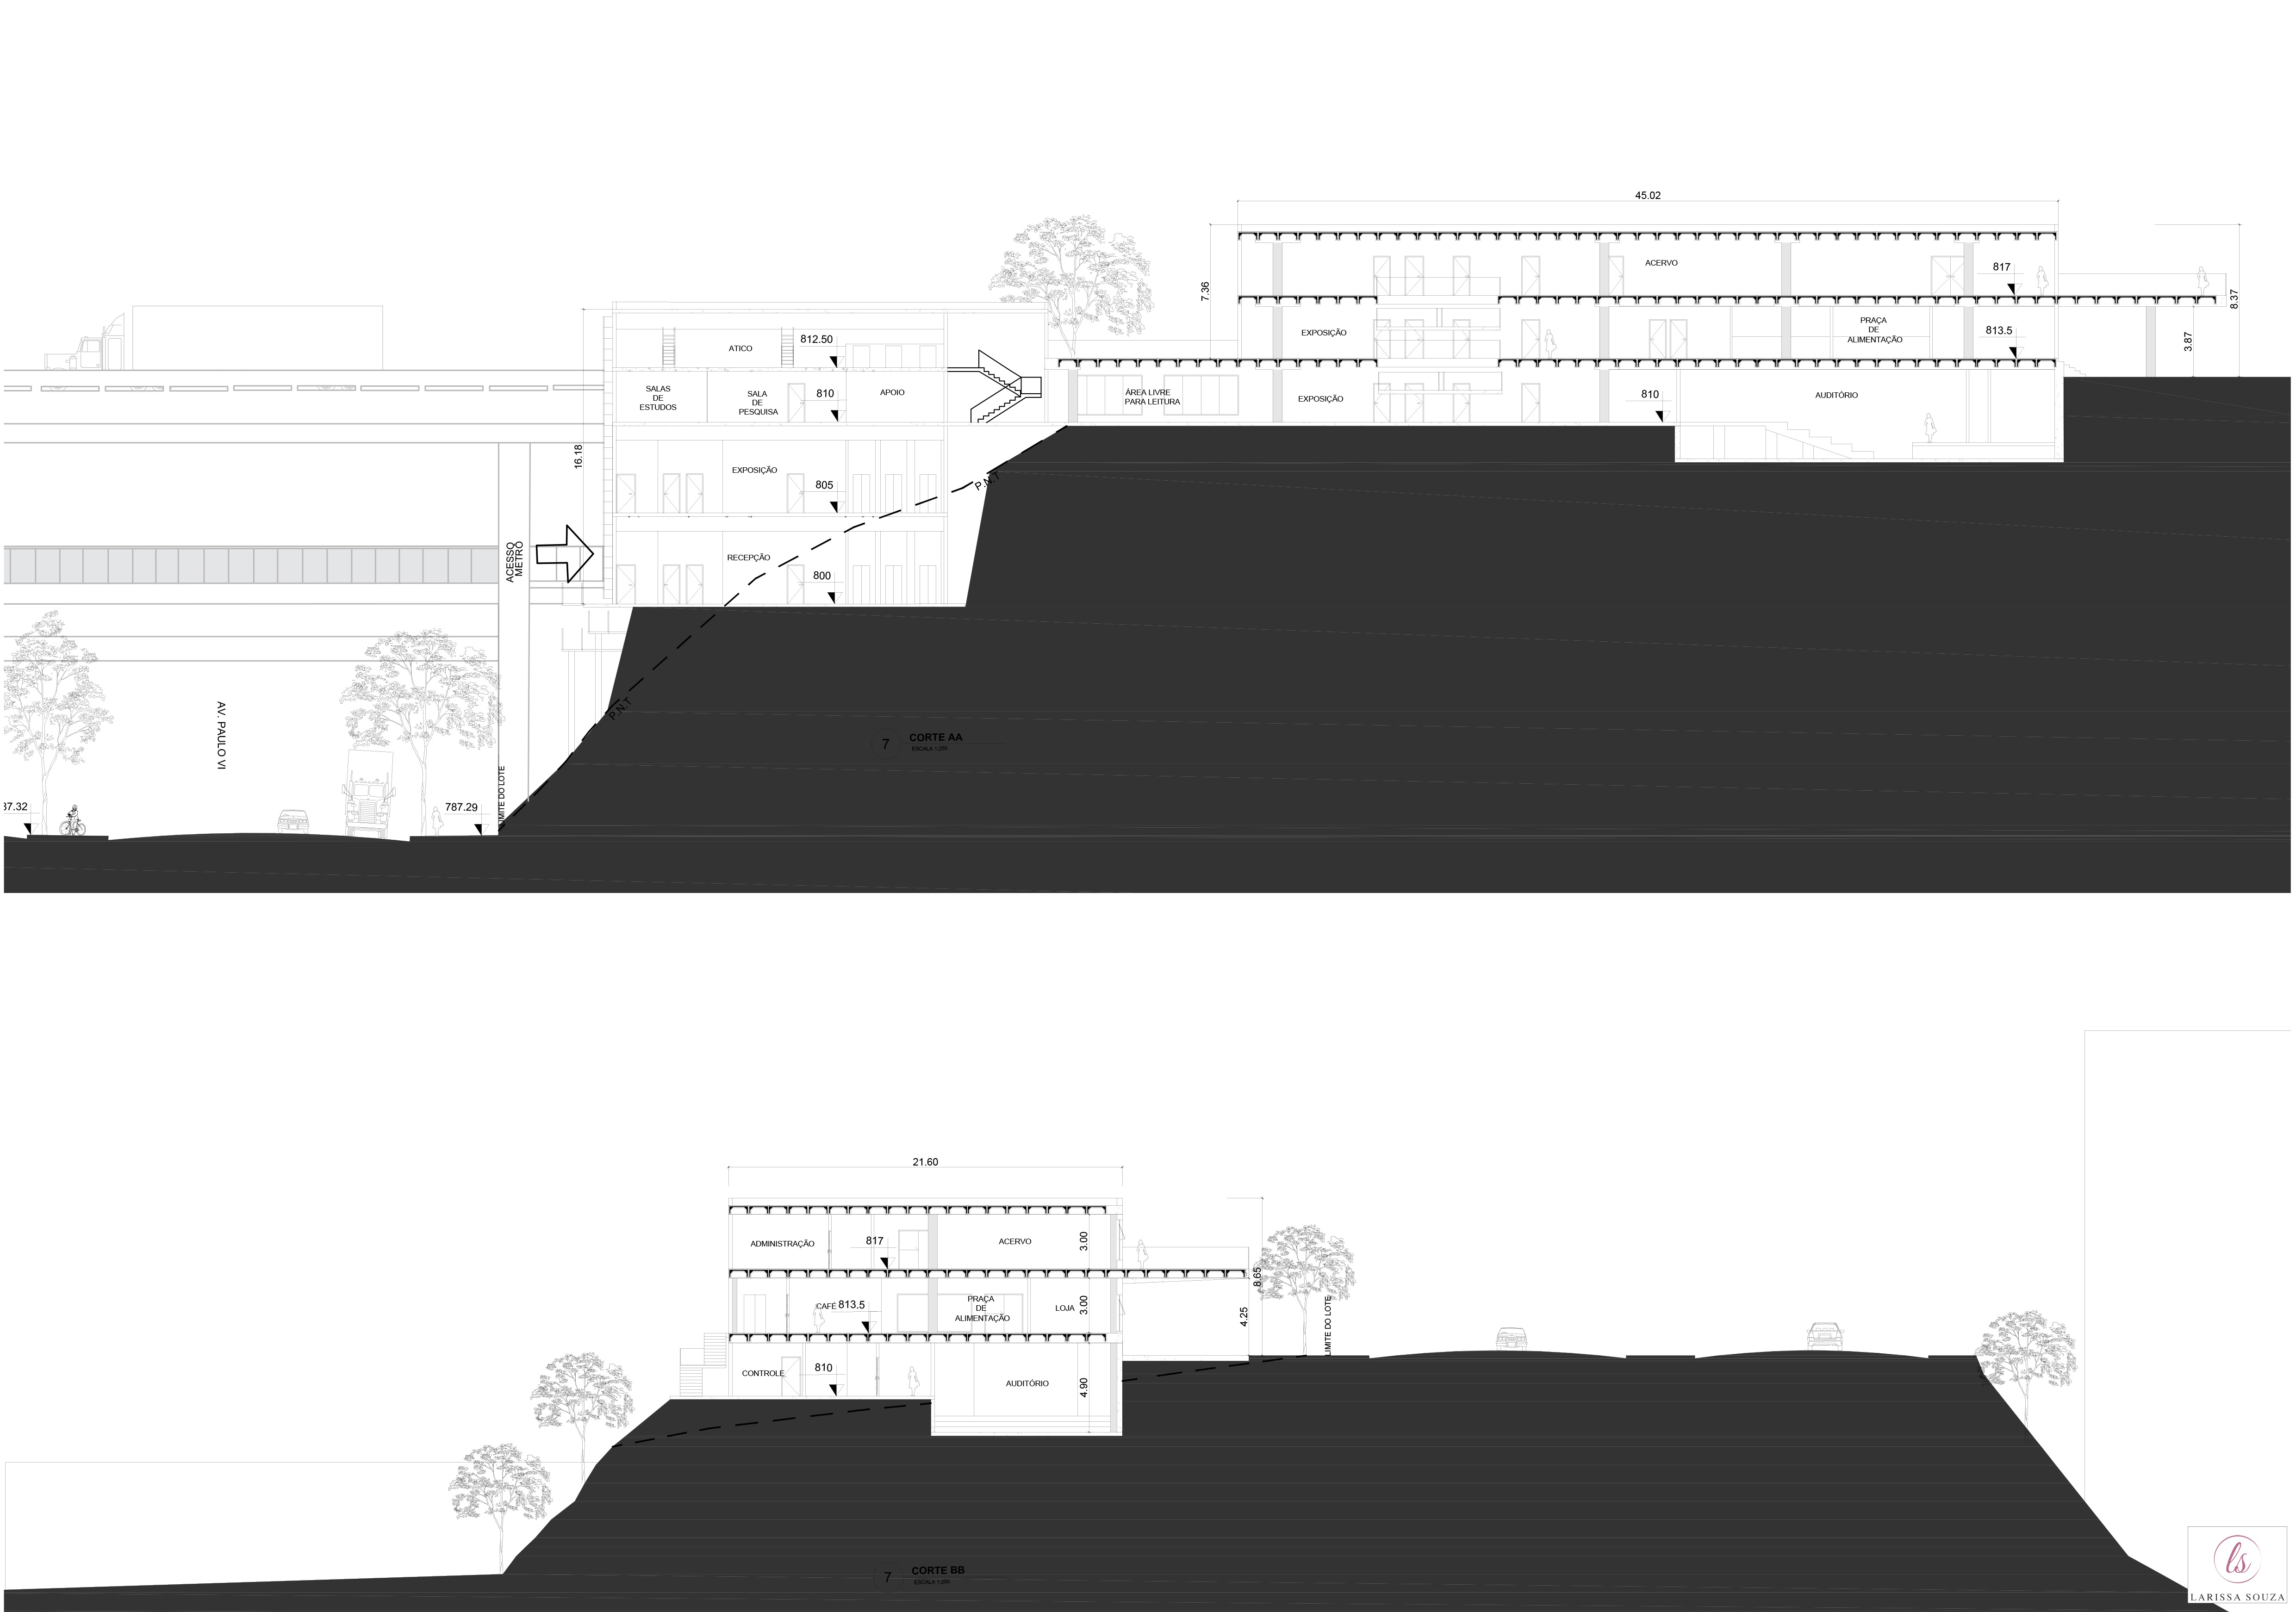 45.02
7.36
ACERVO
817
8.37
EXPOSIÇÃO
PRAÇA
DE
ALIMENTAÇÃO
813.5
3.87
ATICO
812.50
SALAS
DE
ESTUDOS
SALA
DE
PESQUISA
810
APOIO
ÁREA LIVRE
PARA LEITURA
EXPOSIÇÃO
810
AUDITÓRIO
16.18
EXPOSIÇÃO
805
P.N.T
ACESSO
METRÔ
RECEPÇÃO
800
P.N.T
AV. PAULO VI
LIMITE DO LOTE
37.32
787.29
7
CORTE AA
ESCALA 1:250
21.60
ADMINISTRAÇÃO
817
ACERVO
3.00
8.65
CAFÉ
813.5
PRAÇA
DE
ALIMENTAÇÃO
LOJA
3.00
4.25
LIMITE DO LOTE
CONTROLE
810
AUDITÓRIO
4.90
7
CORTE BB
ESCALA 1:250
ls
LARISSA SOUZA